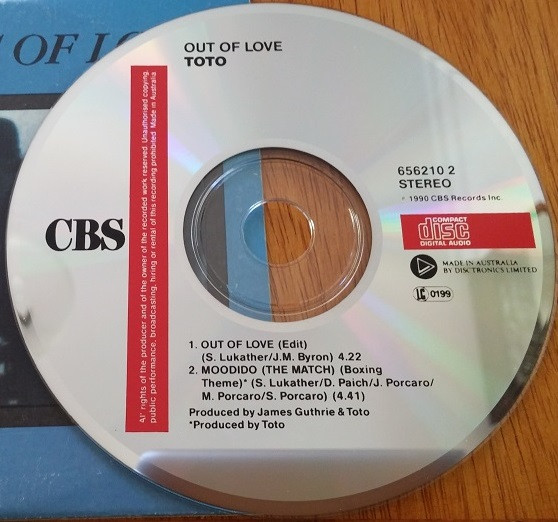 OF LO
OUT OF LOVE
TOTO
All rights of the producer and of the owner of the recorded work reserved. Unauthorised copying,
public performance, broadcasting, hiring or rental of this recording prohibited. Made in Australia
CBS
656210 2
STEREO
℗ 1990 CBS Records Inc.
COMPACT
disc
DIGITAL AUDIO
MADE IN AUSTRALIA
BY DISCTRONICS LIMITED
LC 0199
1. OUT OF LOVE (Edit)
(S. Lukather/J.M. Byron) 4.22
2. MOODIDO (THE MATCH) (Boxing
Theme)* (S. Lukather/D. Paich/J. Porcaro/
M. Porcaro/S. Porcaro) (4.41)
Produced by James Guthrie & Toto
*Produced by Toto